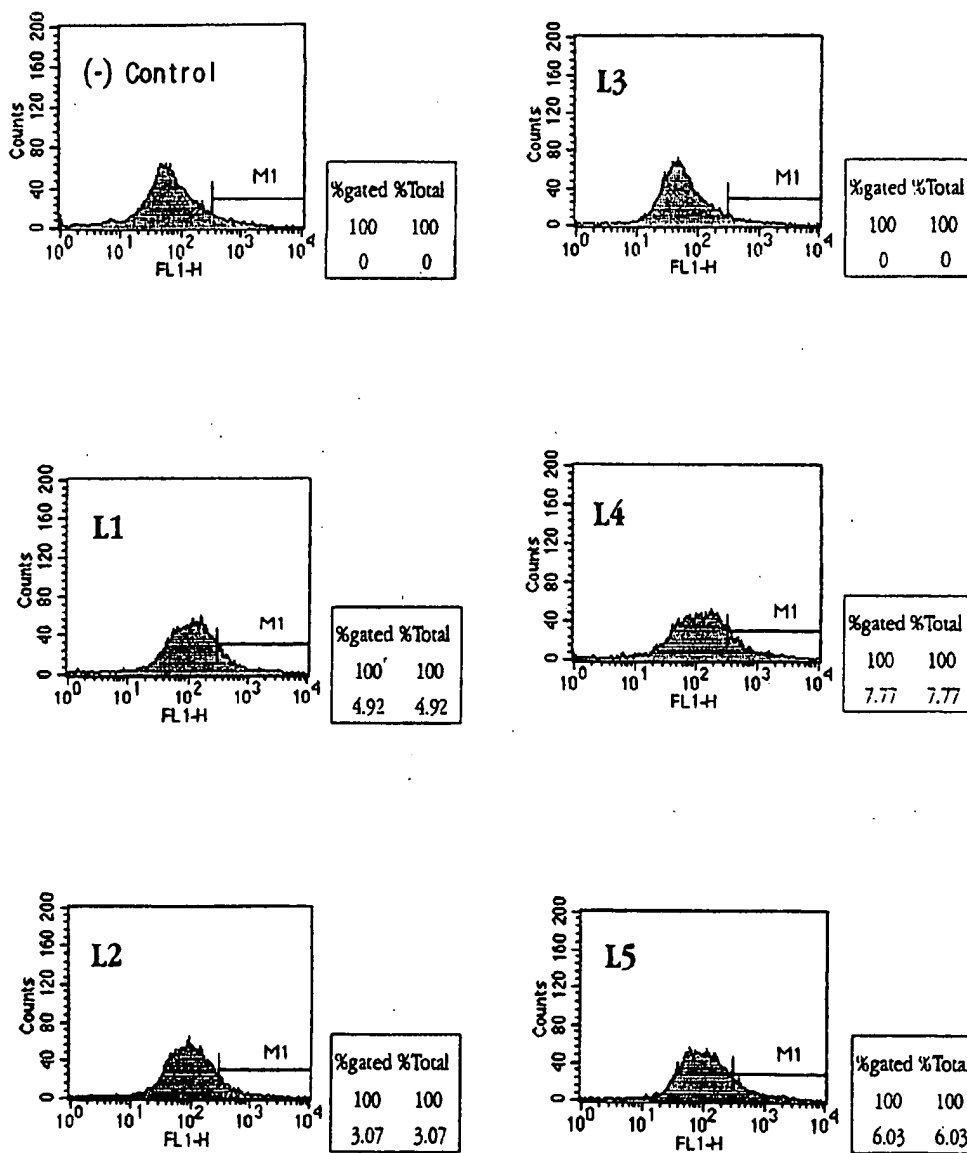 (-) Control
Counts
200
160
120
80
40
0
M1
10^0 10^1 10^2 10^3 10^4
FL1-H
%gated %Total
100 100
0 0
L3
Counts
200
160
120
80
40
0
M1
10^0 10^1 10^2 10^3 10^4
FL1-H
%gated %Total
100 100
0 0
L1
Counts
200
160
120
80
40
0
M1
10^0 10^1 10^2 10^3 10^4
FL1-H
%gated %Total
100 100
4.92 4.92
L4
Counts
200
160
120
80
40
0
M1
10^0 10^1 10^2 10^3 10^4
FL1-H
%gated %Total
100 100
7.77 7.77
L2
Counts
200
160
120
80
40
0
M1
10^0 10^1 10^2 10^3 10^4
FL1-H
%gated %Total
100 100
3.07 3.07
L5
Counts
200
160
120
80
40
0
M1
10^0 10^1 10^2 10^3 10^4
FL1-H
%gated %Total
100 100
6.03 6.03